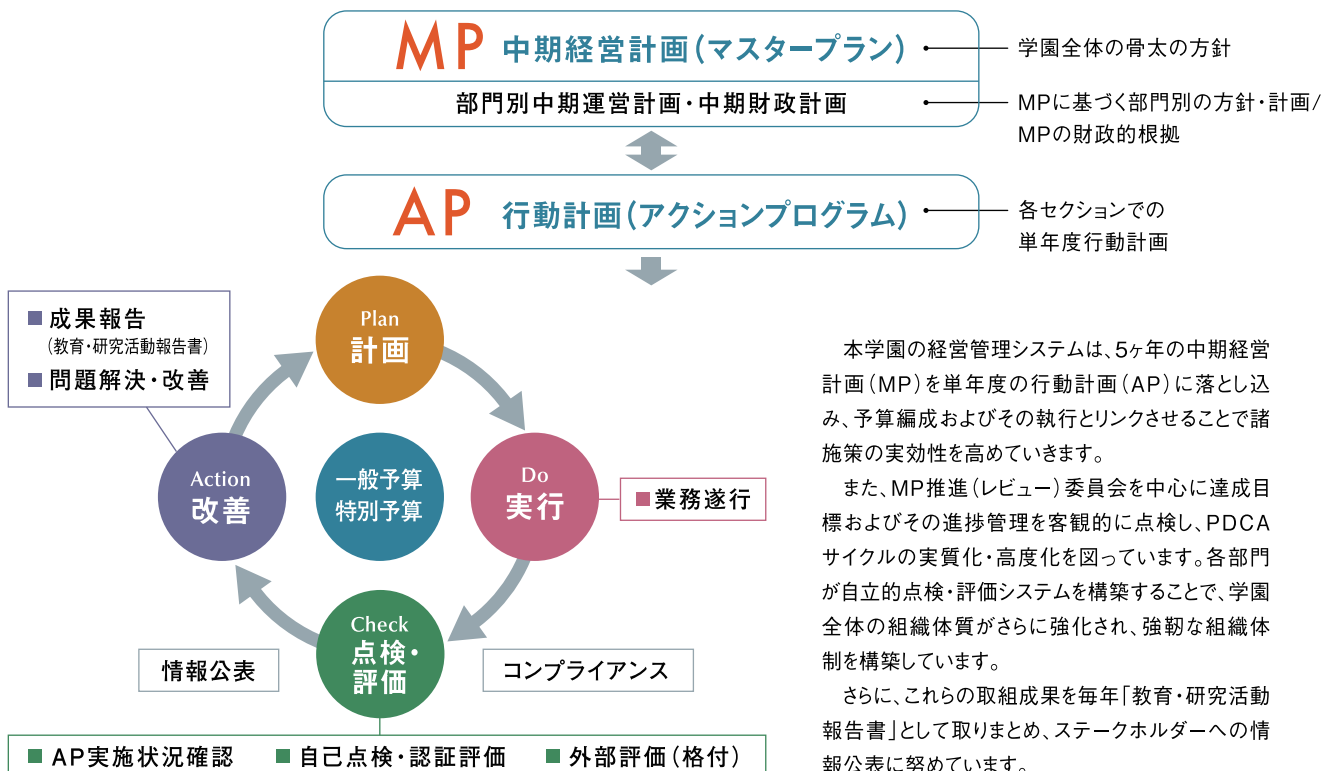 MP 中期経営計画(マスタープラン)
学園全体の骨太の方針
部門別中期運営計画・中期財政計画
MPに基づく部門別の方針・計画/
MPの財政的根拠
AP 行動計画(アクションプログラム)
各セクションでの
単年度行動計画
■ 成果報告
(教育・研究活動報告書)
■ 問題解決・改善
Plan
計画
Action
改善
一般予算
特別予算
Do
実行
■ 業務遂行
Check
点検・
評価
情報公表
コンプライアンス
■ AP実施状況確認 ■ 自己点検・認証評価 ■ 外部評価(格付)
本学園の経営管理システムは、5ヶ年の中期経営
計画(MP)を単年度の行動計画(AP)に落とし込
み、予算編成およびその執行とリンクさせることで諸
施策の実効性を高めていきます。
また、MP推進(レビュー)委員会を中心に達成目
標およびその進捗管理を客観的に点検し、PDCA
サイクルの実質化・高度化を図っています。各部門
が自立的点検・評価システムを構築することで、学園
全体の組織体質がさらに強化され、強靭な組織体
制を構築しています。
さらに、これらの取組成果を毎年「教育・研究活動
報告書」として取りまとめ、ステークホルダーへの情
報公表に努めています。